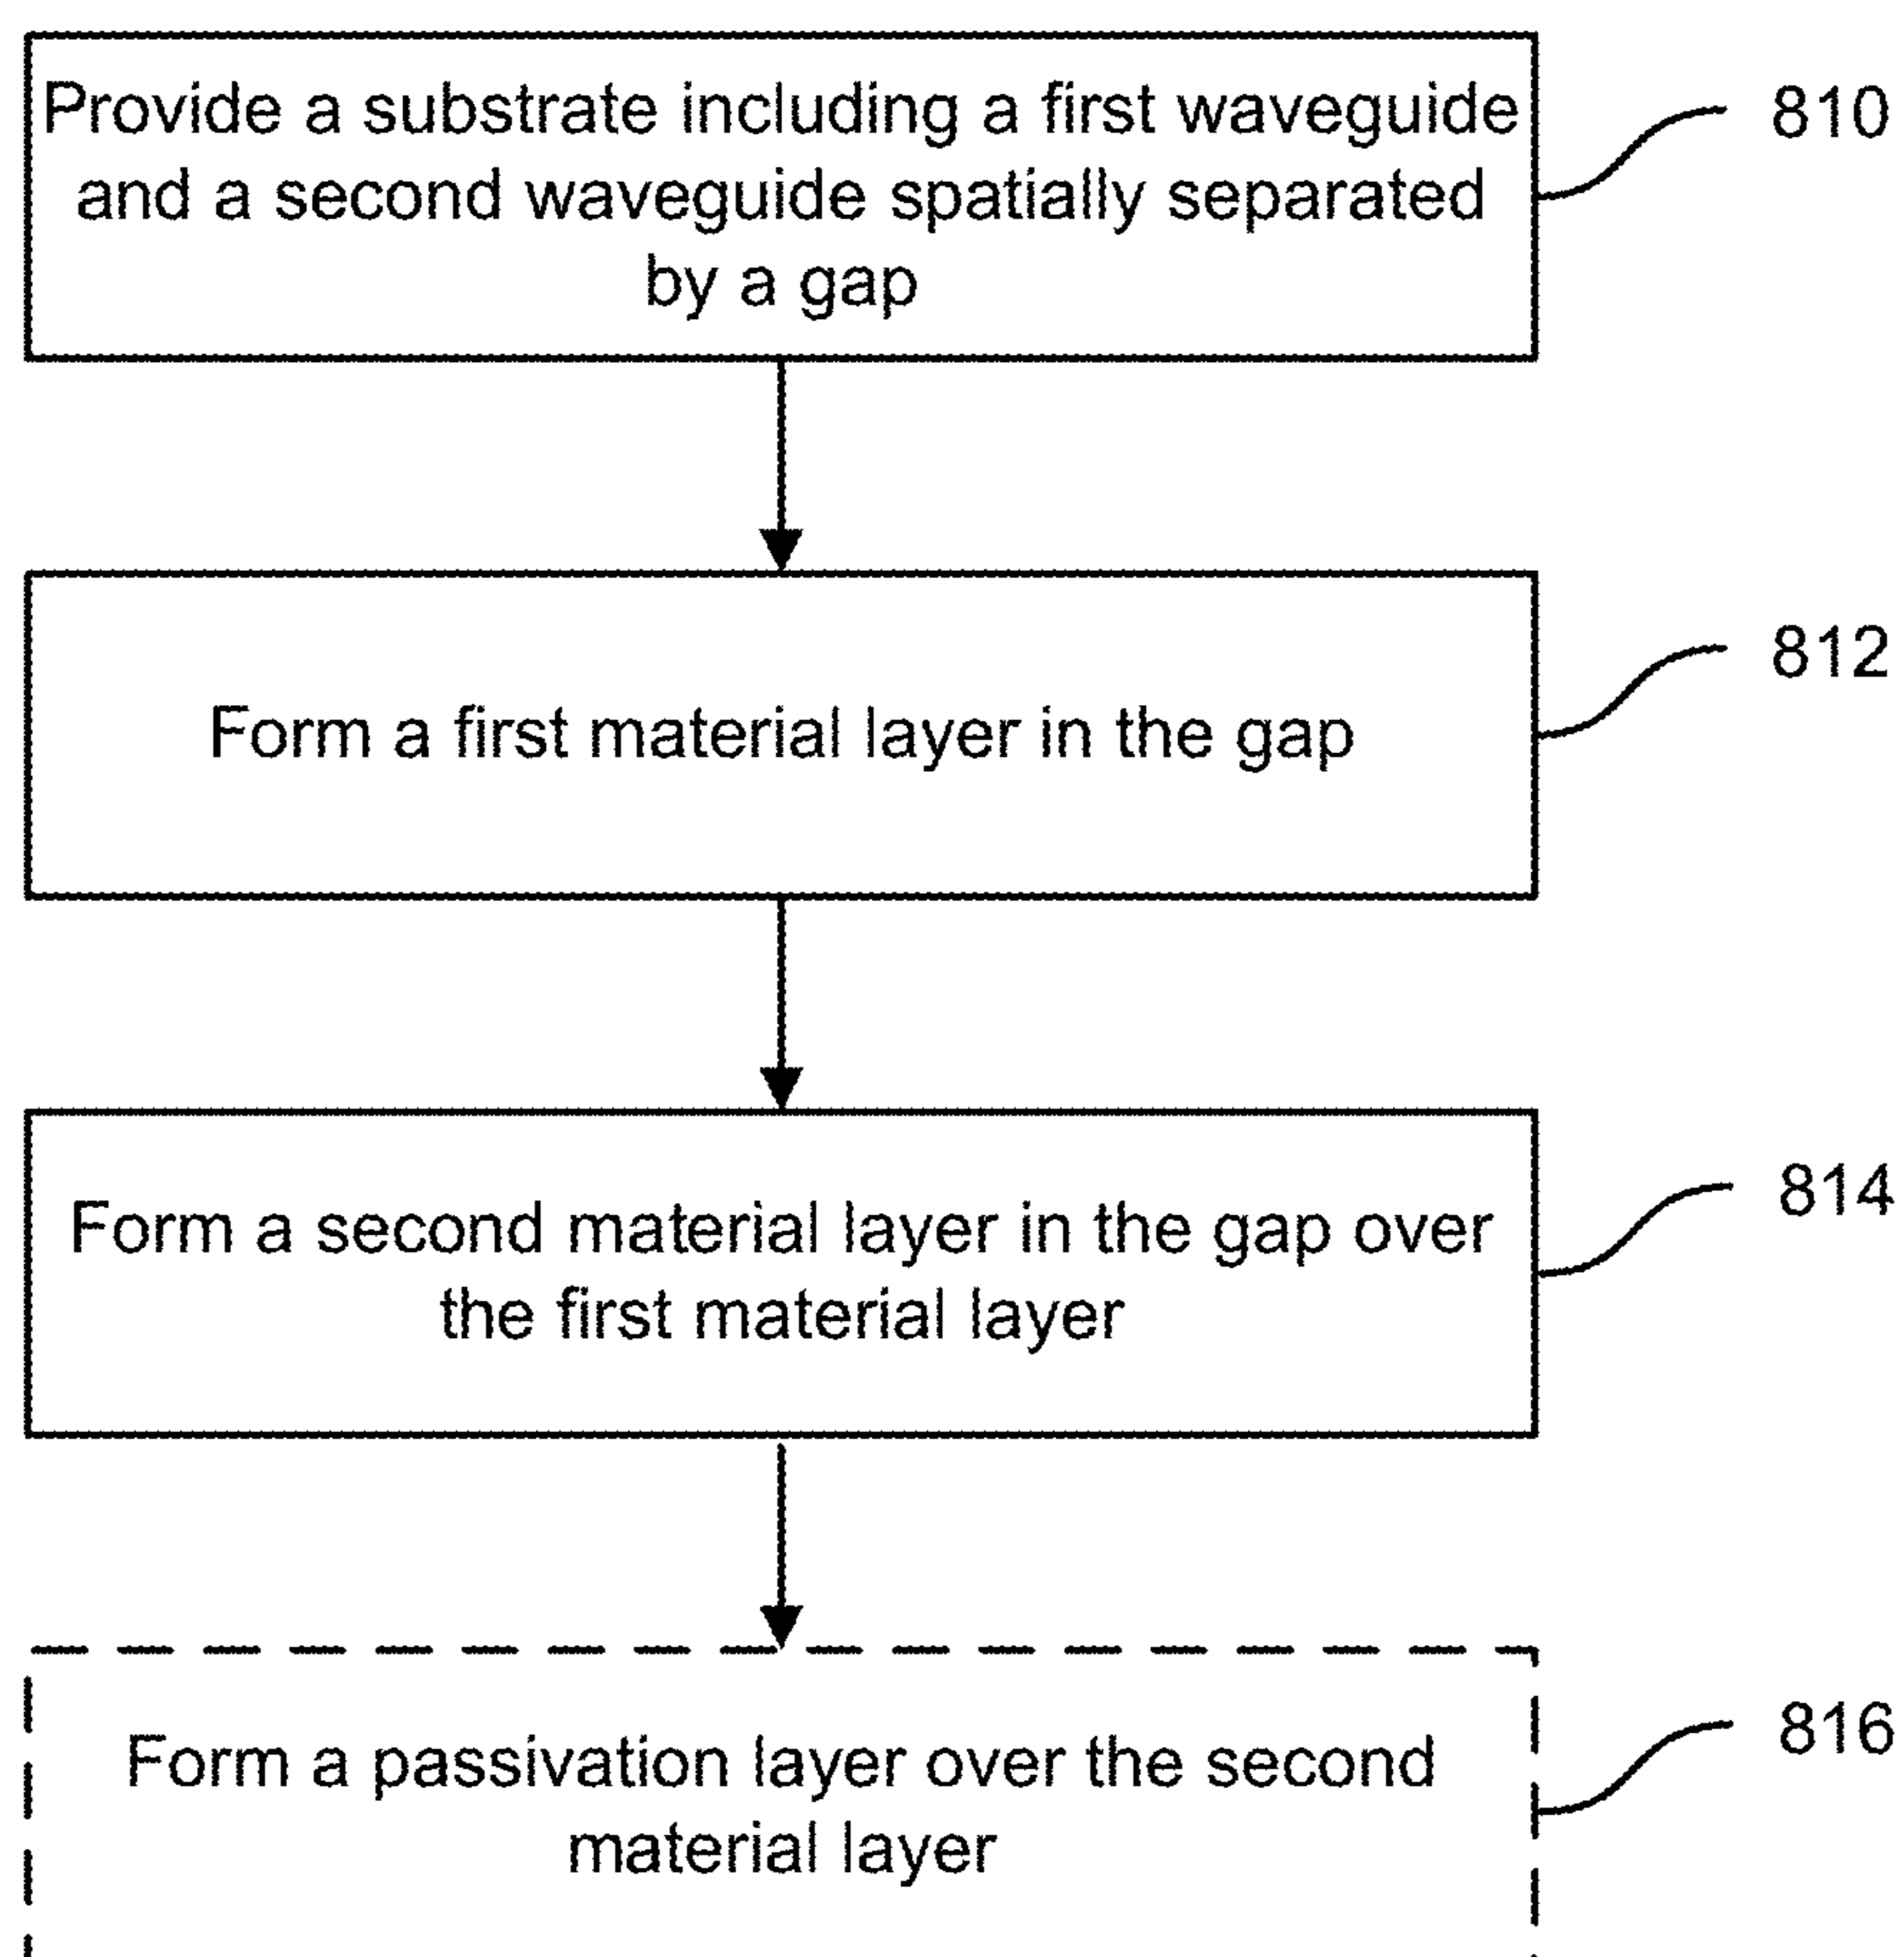 Provide a substrate including a first waveguide
and a second waveguide spatially separated
by a gap
810
Form a first material layer in the gap
812
Form a second material layer in the gap over
the first material layer
814
Form a passivation layer over the second
material layer
816